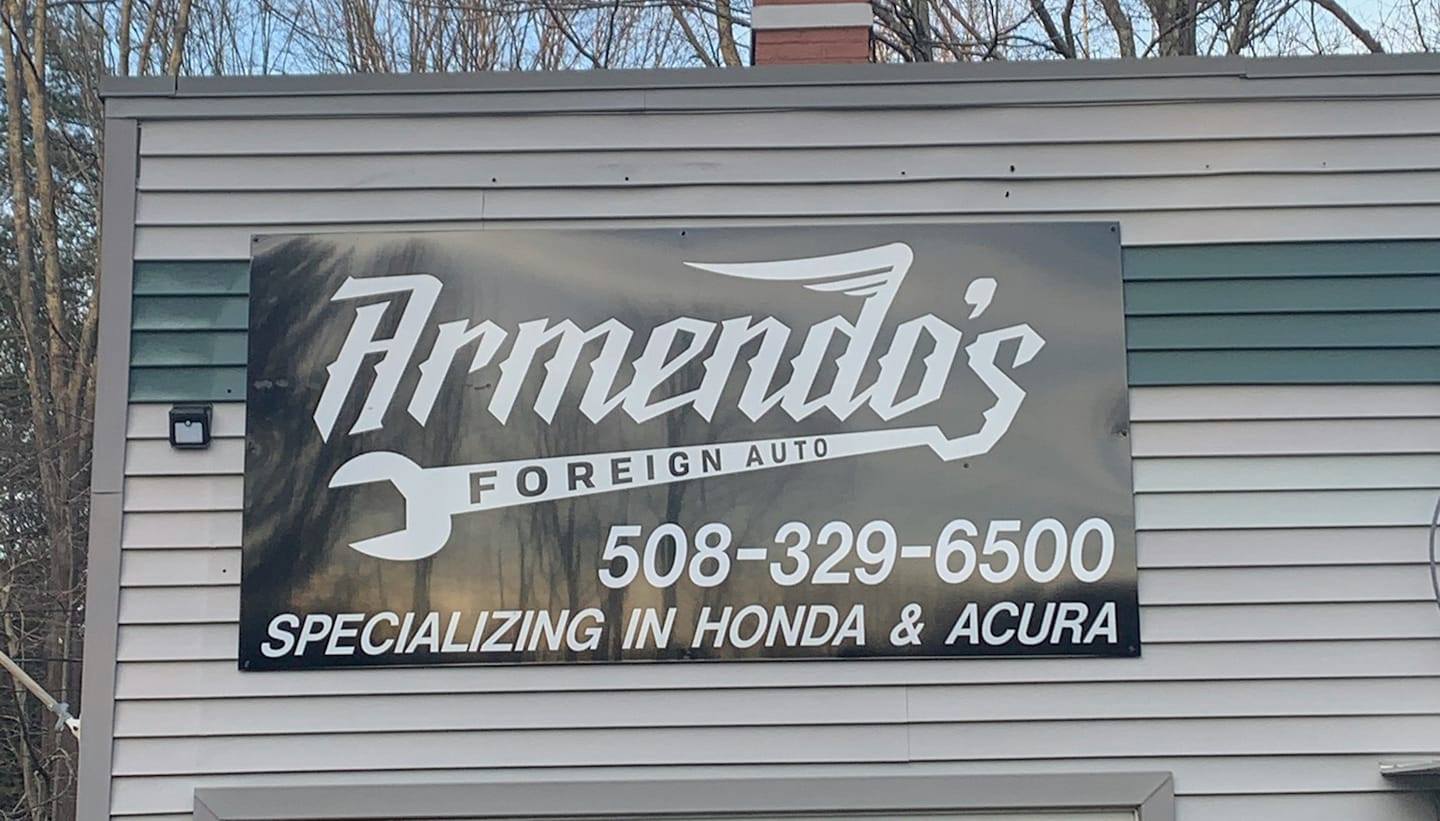 Armendo's
FOREIGN AUTO
508-329-6500
SPECIALIZING IN HONDA & ACURA